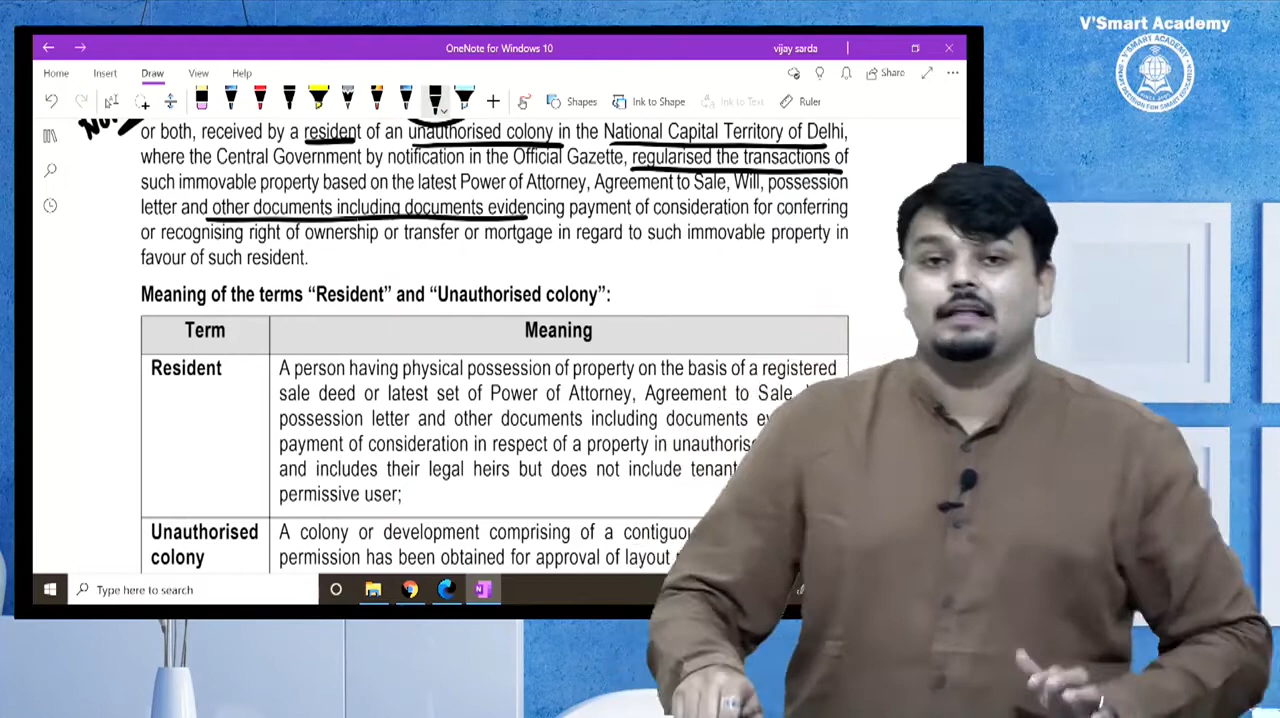 V'Smart Academy
V'SMART ACADEMY
OneNote for Windows 10
vijay sarda
Home Insert Draw View Help
Share
Shapes Ink to Shape Ink to Text Ruler
or both, received by a resident of an unauthorised colony in the National Capital Territory of Delhi,
where the Central Government by notification in the Official Gazette, regularised the transactions of
such immovable property based on the latest Power of Attorney, Agreement to Sale, Will, possession
letter and other documents including documents evidencing payment of consideration for conferring
or recognising right of ownership or transfer or mortgage in regard to such immovable property in
favour of such resident.
Meaning of the terms “Resident” and “Unauthorised colony”:
Term Meaning
Resident A person having physical possession of property on the basis of a registered
sale deed or latest set of Power of Attorney, Agreement to Sale,
possession letter and other documents including documents
payment of consideration in respect of a property in
and includes their legal heirs but does not include
permissive user;
Unauthorised A colony or development comprising of a
colony permission has been obtained for approval of layout
Type here to search